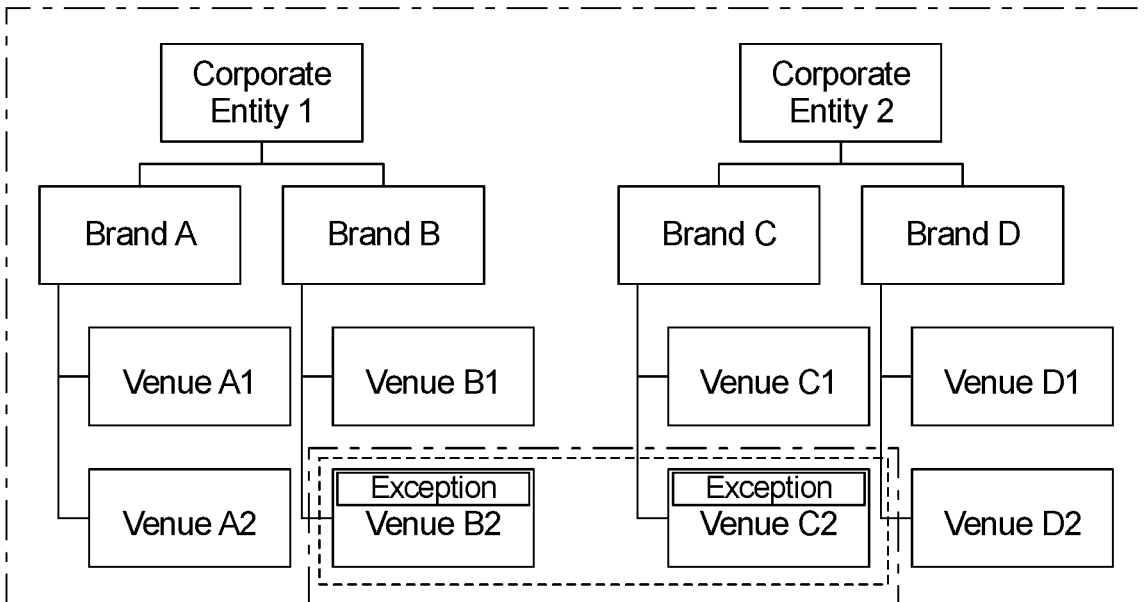 Corporate
Entity 1
Corporate
Entity 2
Brand A
Brand B
Brand C
Brand D
Venue A1
Venue B1
Venue C1
Venue D1
Venue A2
Exception
Venue B2
Exception
Venue C2
Venue D2